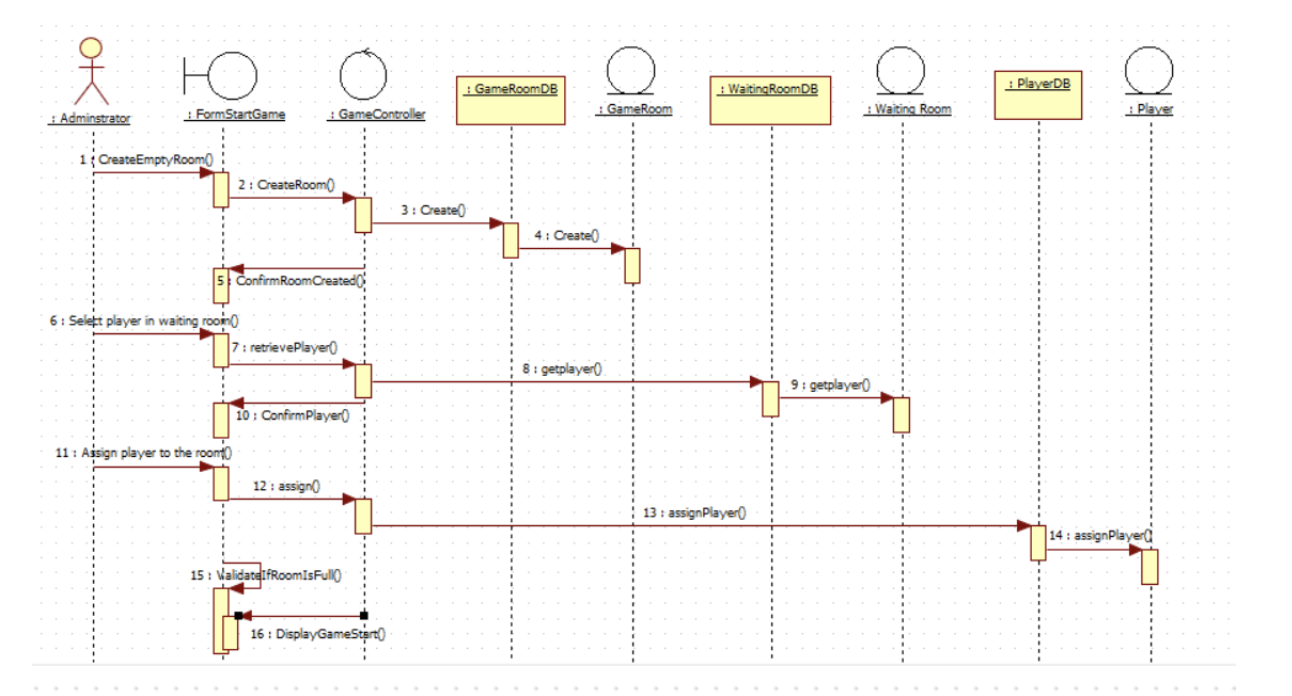 : Adminstrator
: FormStartGame
: GameController
: GameRoomDB
: GameRoom
: WaitingRoomDB
: Waiting Room
: PlayerDB
: Player
1 : CreateEmptyRoom()
2 : CreateRoom()
3 : Create()
4 : Create()
5 : ConfirmRoomCreated()
6 : Select player in waiting room()
7 : retrievePlayer()
8 : getplayer()
9 : getplayer()
10 : ConfirmPlayer()
11 : Assign player to the room()
12 : assign()
13 : assignPlayer()
14 : assignPlayer()
15 : ValidateIfRoomIsFull()
16 : DisplayGameStart()